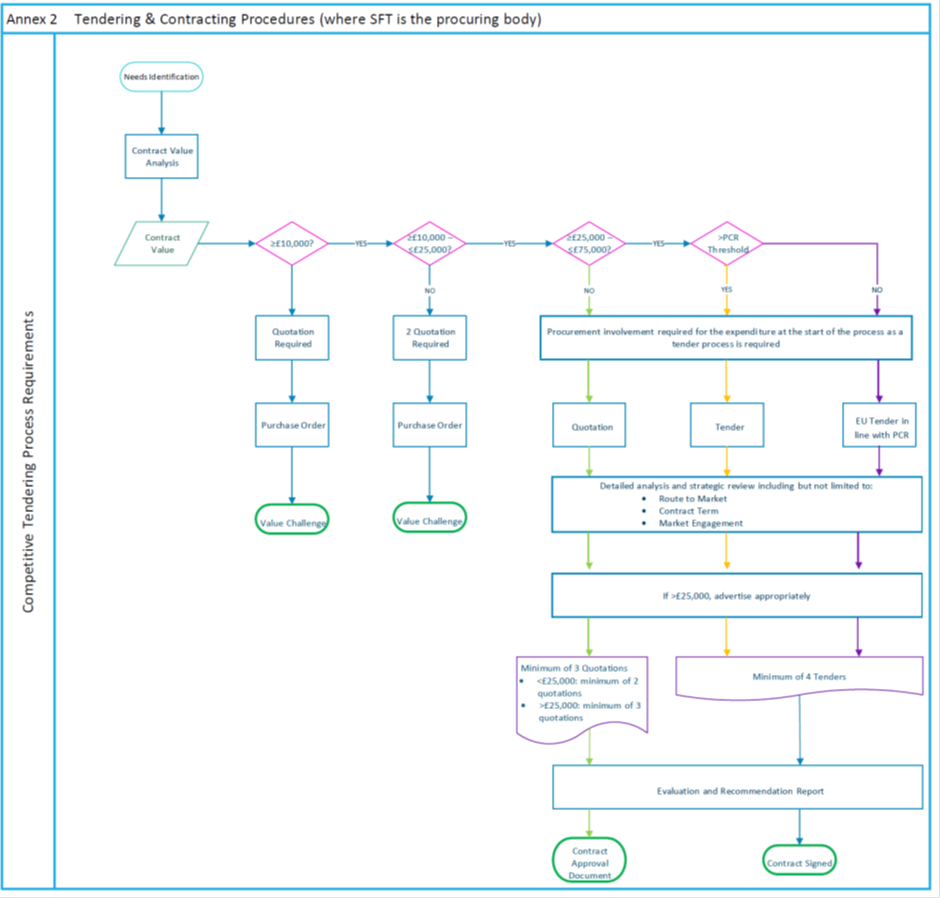 Annex 2 Tendering & Contracting Procedures (where SFT is the procuring body)
Competitive Tendering Process Requirements
Needs Identification
Contract Value
Analysis
Contract
Value
≥£10,000?
YES
≥£10,000 –
≤£25,000?
YES
≥£25,000 –
≤£75,000?
YES
>PCR
Threshold
NO
NO
YES
NO
Quotation
Required
2 Quotation
Required
Procurement involvement required for the expenditure at the start of the process as a
tender process is required
Purchase Order
Purchase Order
Quotation
Tender
EU Tender in
line with PCR
Value Challenge
Value Challenge
Detailed analysis and strategic review including but not limited to:
• Route to Market
• Contract Term
• Market Engagement
If >£25,000, advertise appropriately
Minimum of 3 Quotations
• <£25,000: minimum of 2
quotations
• >£25,000: minimum of 3
quotations
Minimum of 4 Tenders
Evaluation and Recommendation Report
Contract
Approval
Document
Contract Signed